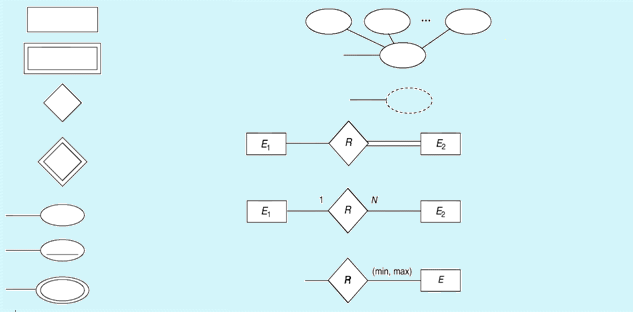 ...
E1 R E2
1 N
E1 R E2
(min, max)
R E